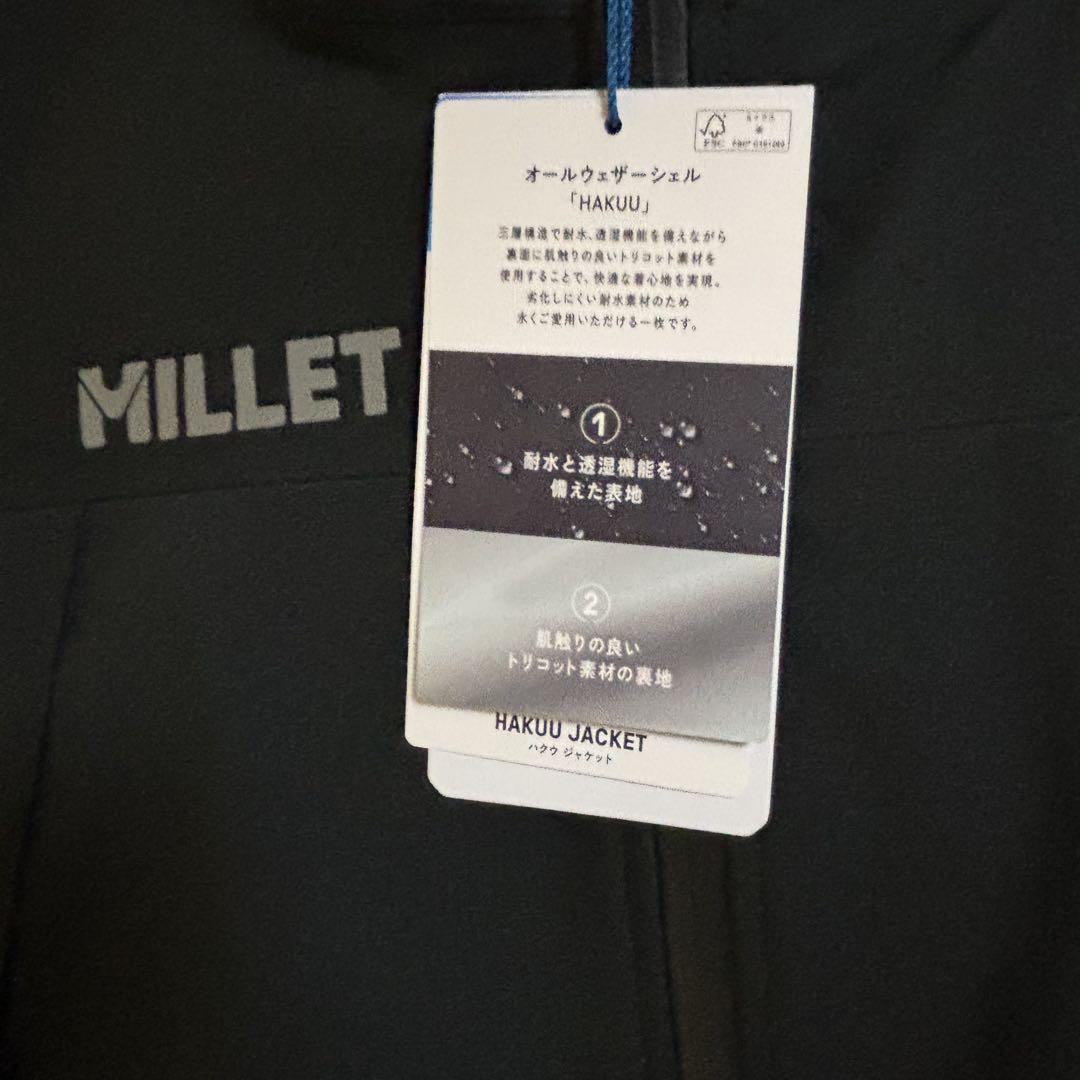 オールウェザーシェル
「HAKUU」
三層構造で耐水、透湿機能を備えながら
裏面に肌触りの良いトリコット素材を
使用することで、快適な着心地を実現。
劣化しにくい耐水素材のため
永くご愛用いただける一枚です。
MILLET
1
耐水と透湿機能を
備えた表地
2
肌触りの良い
トリコット素材の裏地
HAKUU JACKET
ハクウ ジャケット